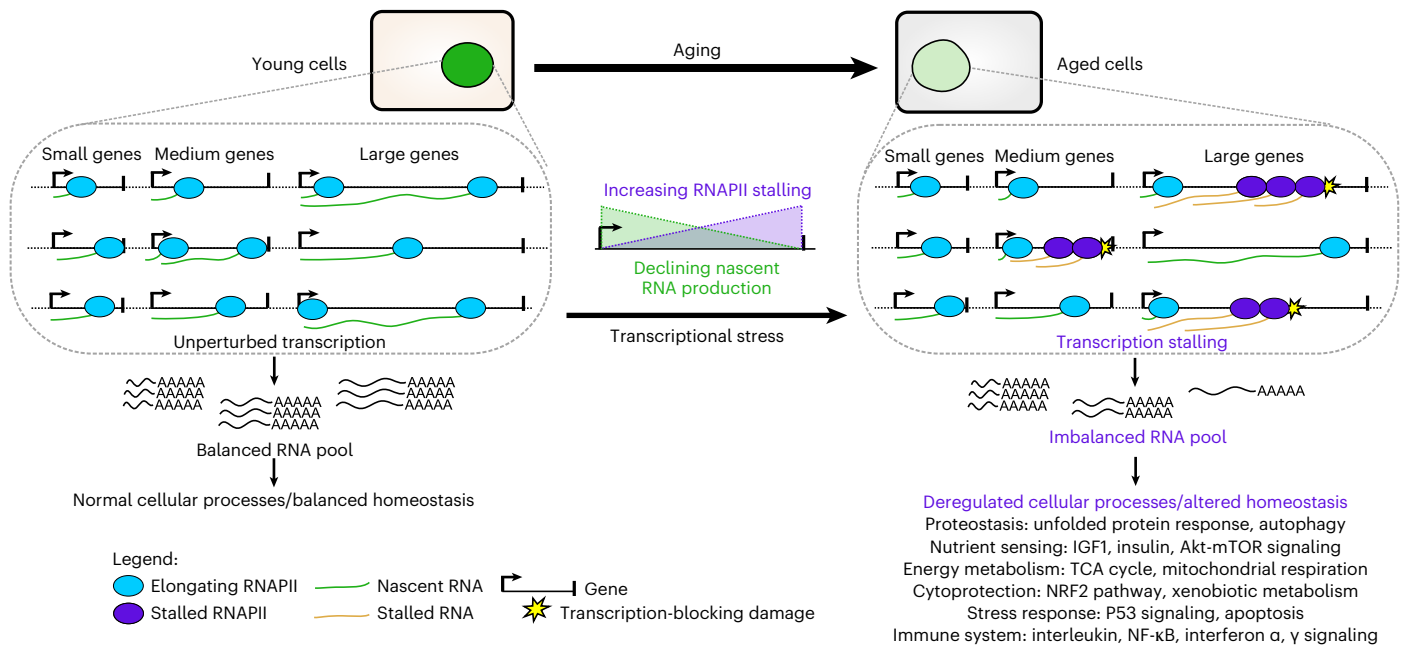 Young cells
Aging
Aged cells
Small genes
Medium genes
Large genes
Increasing RNAPII stalling
Declining nascent
RNA production
Transcriptional stress
Small genes
Medium genes
Large genes
Unperturbed transcription
Transcription stalling
AAAAA
AAAAA
AAAAA
AAAAA
AAAAA
AAAAA
AAAAA
AAAAA
AAAAA
Balanced RNA pool
Normal cellular processes/balanced homeostasis
AAAAA
AAAAA
AAAAA
AAAAA
AAAAA
AAAAA
Imbalanced RNA pool
Deregulated cellular processes/altered homeostasis
Proteostasis: unfolded protein response, autophagy
Nutrient sensing: IGF1, insulin, Akt-mTOR signaling
Energy metabolism: TCA cycle, mitochondrial respiration
Cytoprotection: NRF2 pathway, xenobiotic metabolism
Stress response: P53 signaling, apoptosis
Immune system: interleukin, NF-κB, interferon α, γ signaling
Legend:
Elongating RNAPII
Nascent RNA
Gene
Stalled RNAPII
Stalled RNA
Transcription-blocking damage